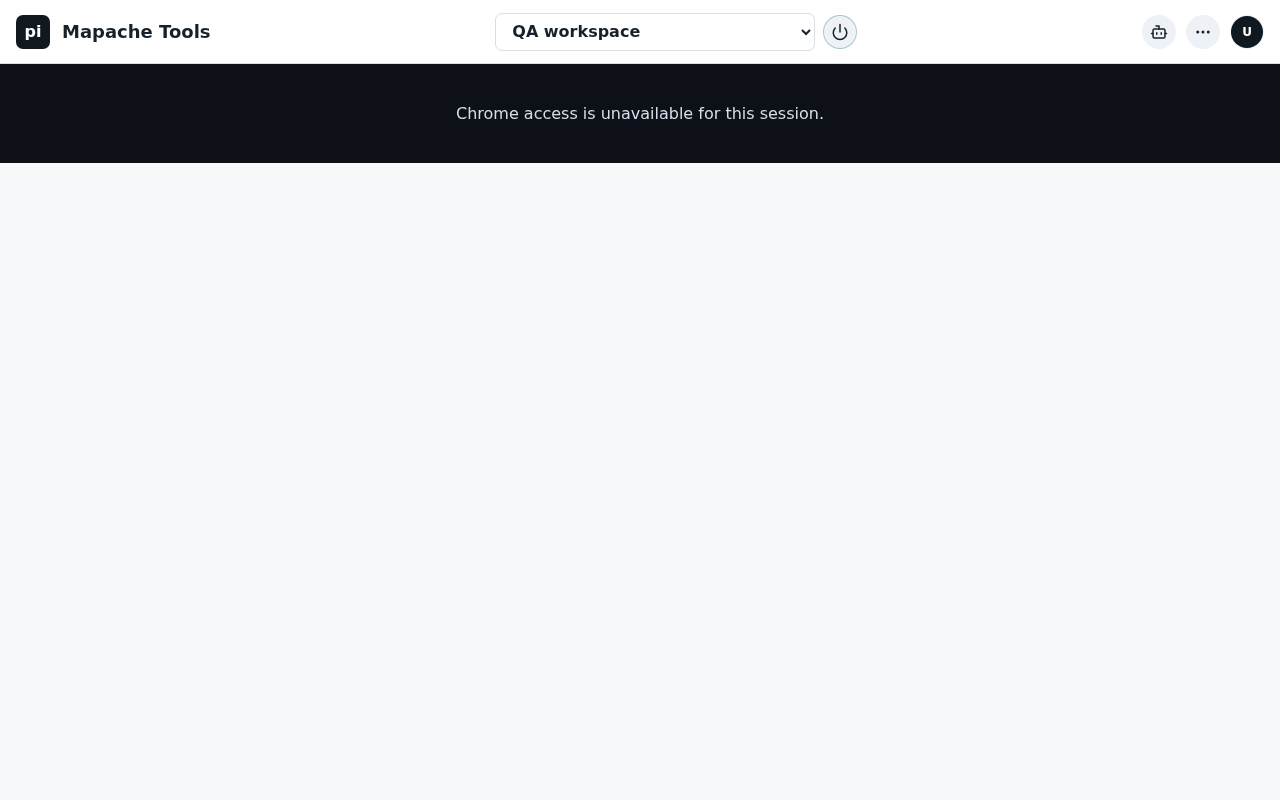 pi
Mapache Tools
QA workspace
U
Chrome access is unavailable for this session.